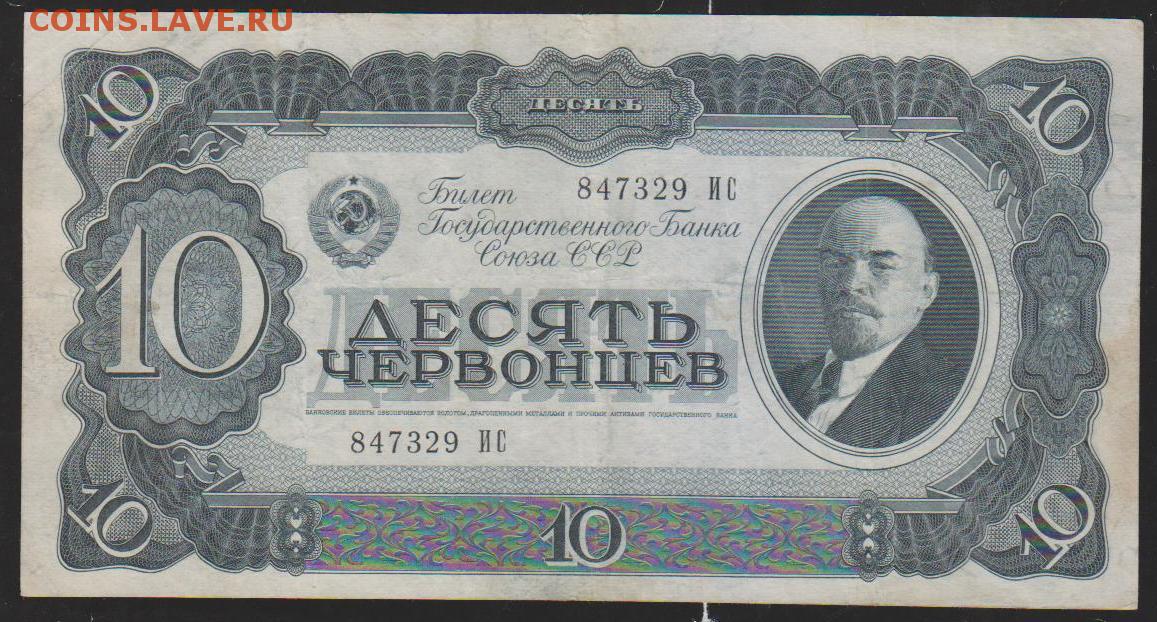 COINS.LAVE.RU
10
10
ДЕСЯТЬ
Билет 847329 ИС
Государственного Банка
Союза ССР
10
ДЕСЯТЬ
ДЕСЯТЬ
ЧЕРВОНЦЕВ
БАНКОВСКИЕ БИЛЕТЫ ОБЕСПЕЧИВАЮТСЯ ЗОЛОТОМ, ДРАГОЦЕННЫМИ МЕТАЛЛАМИ И ПРОЧИМИ АКТИВАМИ ГОСУДАРСТВЕННОГО БАНКА
847329 ИС
10
10
10